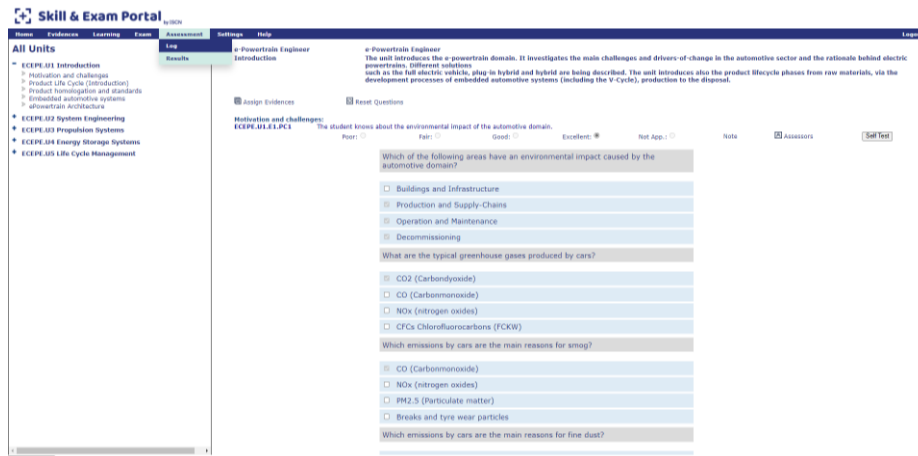 Skill & Exam Portal
by ISCN
Home Evidences Learning Exam Assessment Settings Help Logo
Log
Results
All Units
ECEPE.U1 Introduction
Motivation and challenges
Product Life Cycle (Introduction)
Product homologation and standards
Embedded automotive systems
ePowertrain Architecture
ECEPE.U2 System Engineering
ECEPE.U3 Propulsion Systems
ECEPE.U4 Energy Storage Systems
ECEPE.U5 Life Cycle Management
e-Powertrain Engineer e-Powertrain Engineer
Introduction The unit introduces the e-powertrain domain. It investigates the main challenges and drivers-of-change in the automotive sector and the rationale behind electric
powertrains. Different solutions
such as the full electric vehicle, plug-in hybrid and hybrid are being described. The unit introduces also the product lifecycle phases from raw materials, via the
development processes of embedded automotive systems (including the V-Cycle), production to the disposal.
Assign Evidences Reset Questions
Motivation and challenges:
ECEPE.U1.E1.PC1 The student knows about the environmental impact of the automotive domain.
Poor: Fair: Good: Excellent: Not App.: Note Assessors Self Test
Which of the following areas have an environmental impact caused by the
automotive domain?
Buildings and Infrastructure
Production and Supply-Chains
Operation and Maintenance
Decommissioning
What are the typical greenhouse gases produced by cars?
CO2 (Carbondyoxide)
CO (Carbonmonoxide)
NOx (nitrogen oxides)
CFCs Chlorofluorocarbons (FCKW)
Which emissions by cars are the main reasons for smog?
CO (Carbonmonoxide)
NOx (nitrogen oxides)
PM2.5 (Particulate matter)
Breaks and tyre wear particles
Which emissions by cars are the main reasons for fine dust?